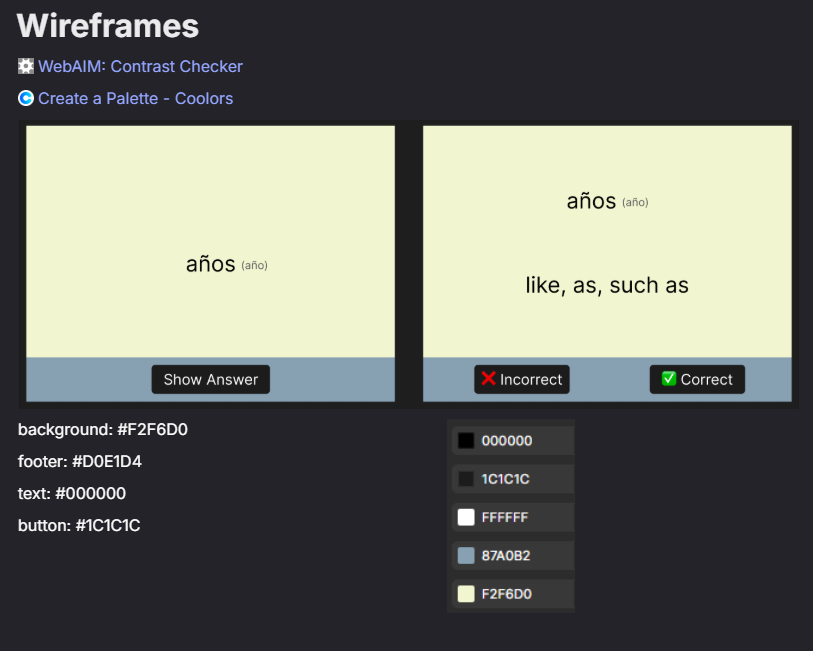 Wireframes
WebAIM: Contrast Checker
Create a Palette - Coolors
años (año)
Show Answer
años (año)
like, as, such as
❌ Incorrect
✅ Correct
background: #F2F6D0
footer: #D0E1D4
text: #000000
button: #1C1C1C
000000
1C1C1C
FFFFFF
87A0B2
F2F6D0